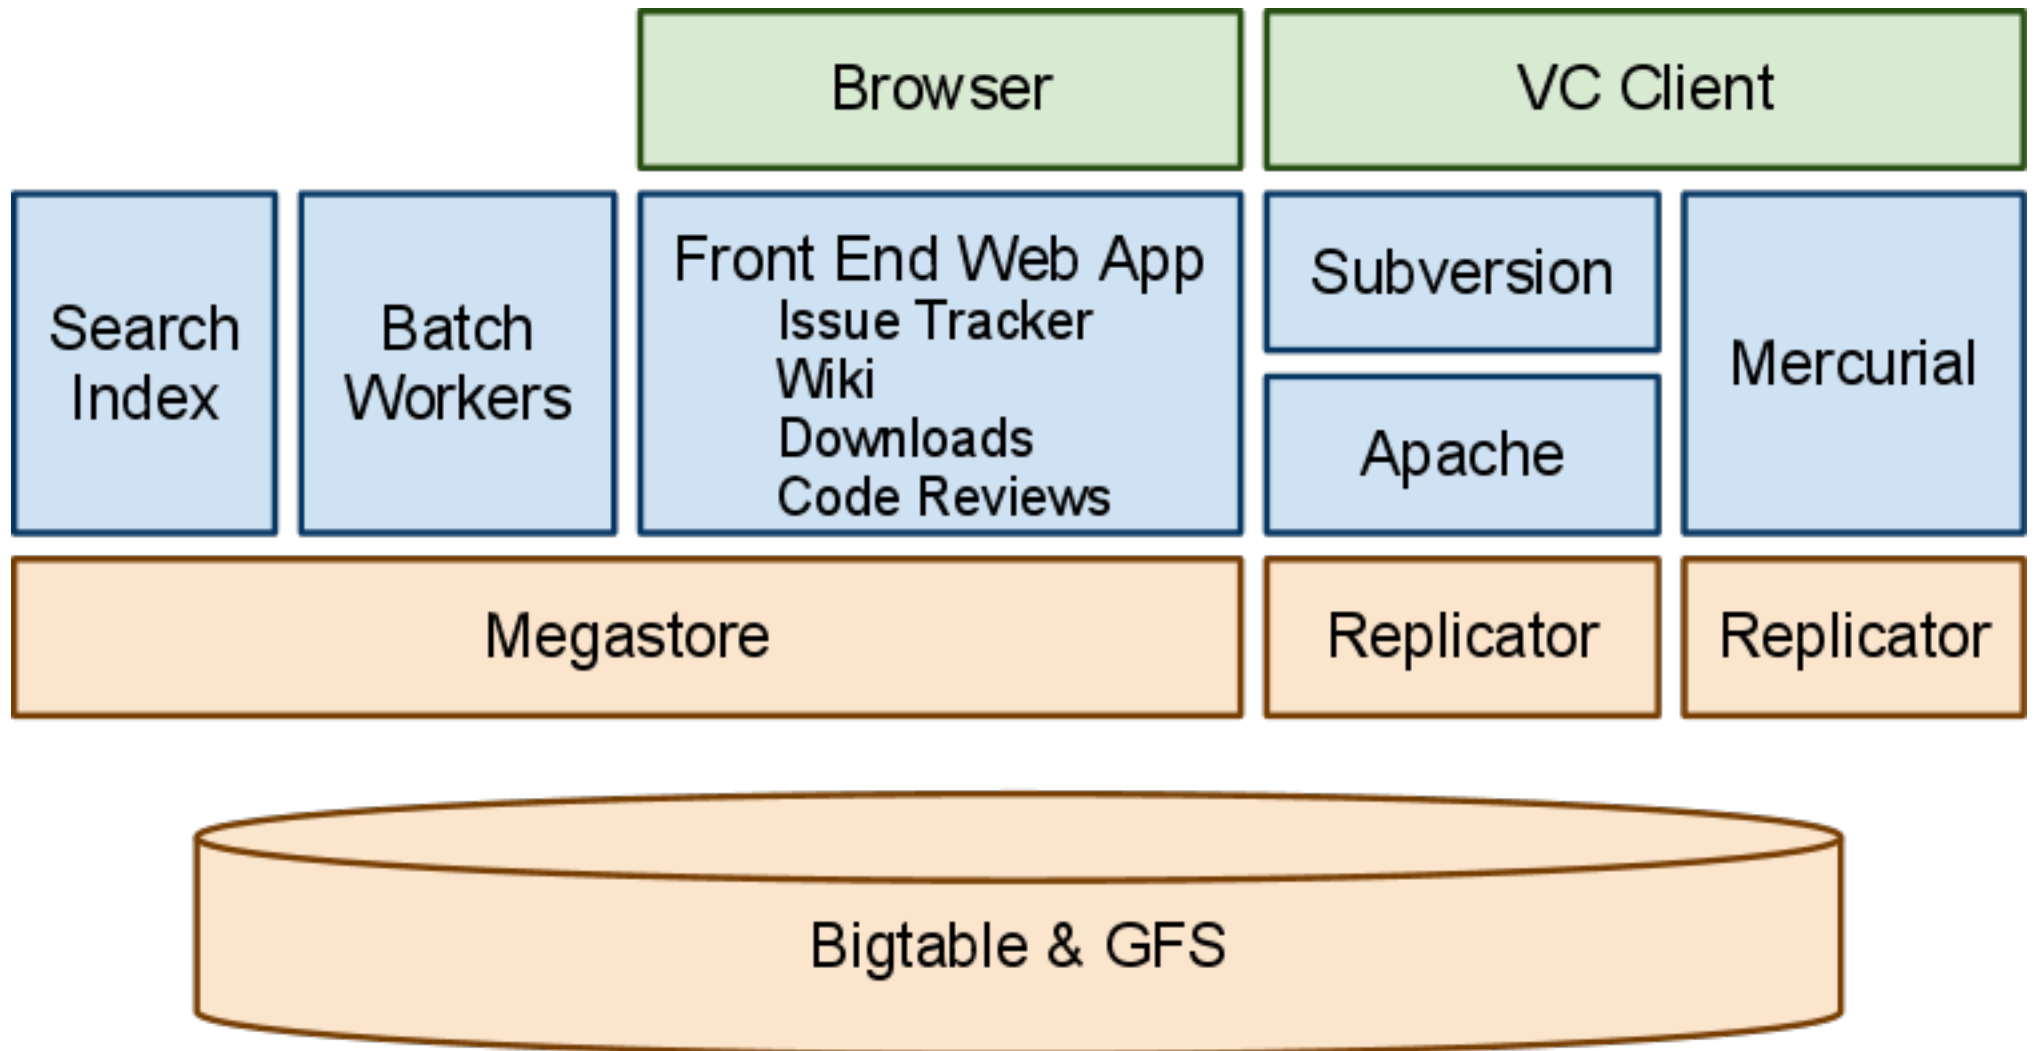 Browser
VC Client
Search
Index
Batch
Workers
Front End Web App
Issue Tracker
Wiki
Downloads
Code Reviews
Subversion
Apache
Mercurial
Megastore
Replicator
Replicator
Bigtable & GFS